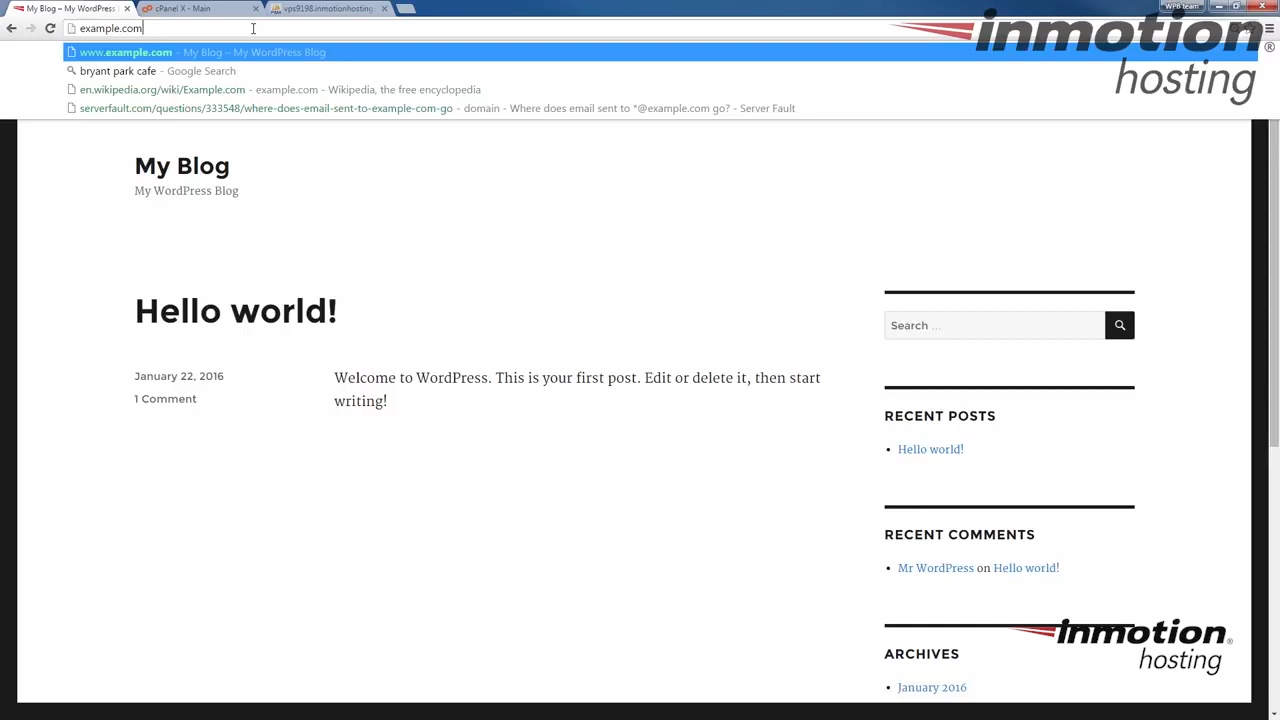 My Blog – My WordPress
cPanel X - Main
vps9198.inmotionhosting.
WPB team
example.com
www.example.com - My Blog – My WordPress Blog
bryant park cafe - Google Search
en.wikipedia.org/wiki/Example.com - example.com - Wikipedia, the free encyclopedia
serverfault.com/questions/333548/where-does-email-sent-to-example-com-go - domain - Where does email sent to *@example.com go? - Server Fault
inmotion
hosting®
My Blog
My WordPress Blog
Hello world!
January 22, 2016
1 Comment
Welcome to WordPress. This is your first post. Edit or delete it, then start
writing!
Search ...
RECENT POSTS
Hello world!
RECENT COMMENTS
Mr WordPress on Hello world!
ARCHIVES
January 2016
inmotion®
hosting